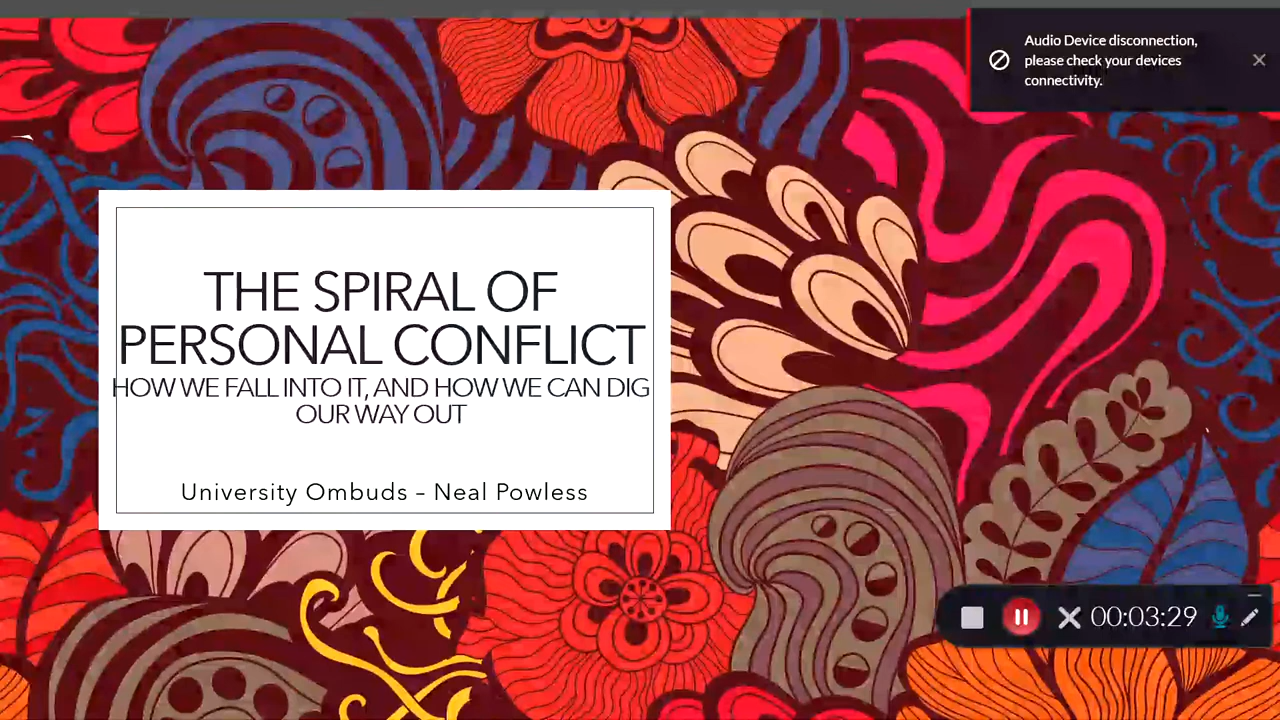 Audio Device disconnection,
please check your devices
connectivity.
THE SPIRAL OF
PERSONAL CONFLICT
HOW WE FALL INTO IT, AND HOW WE CAN DIG
OUR WAY OUT
University Ombuds – Neal Powless
00:03:29